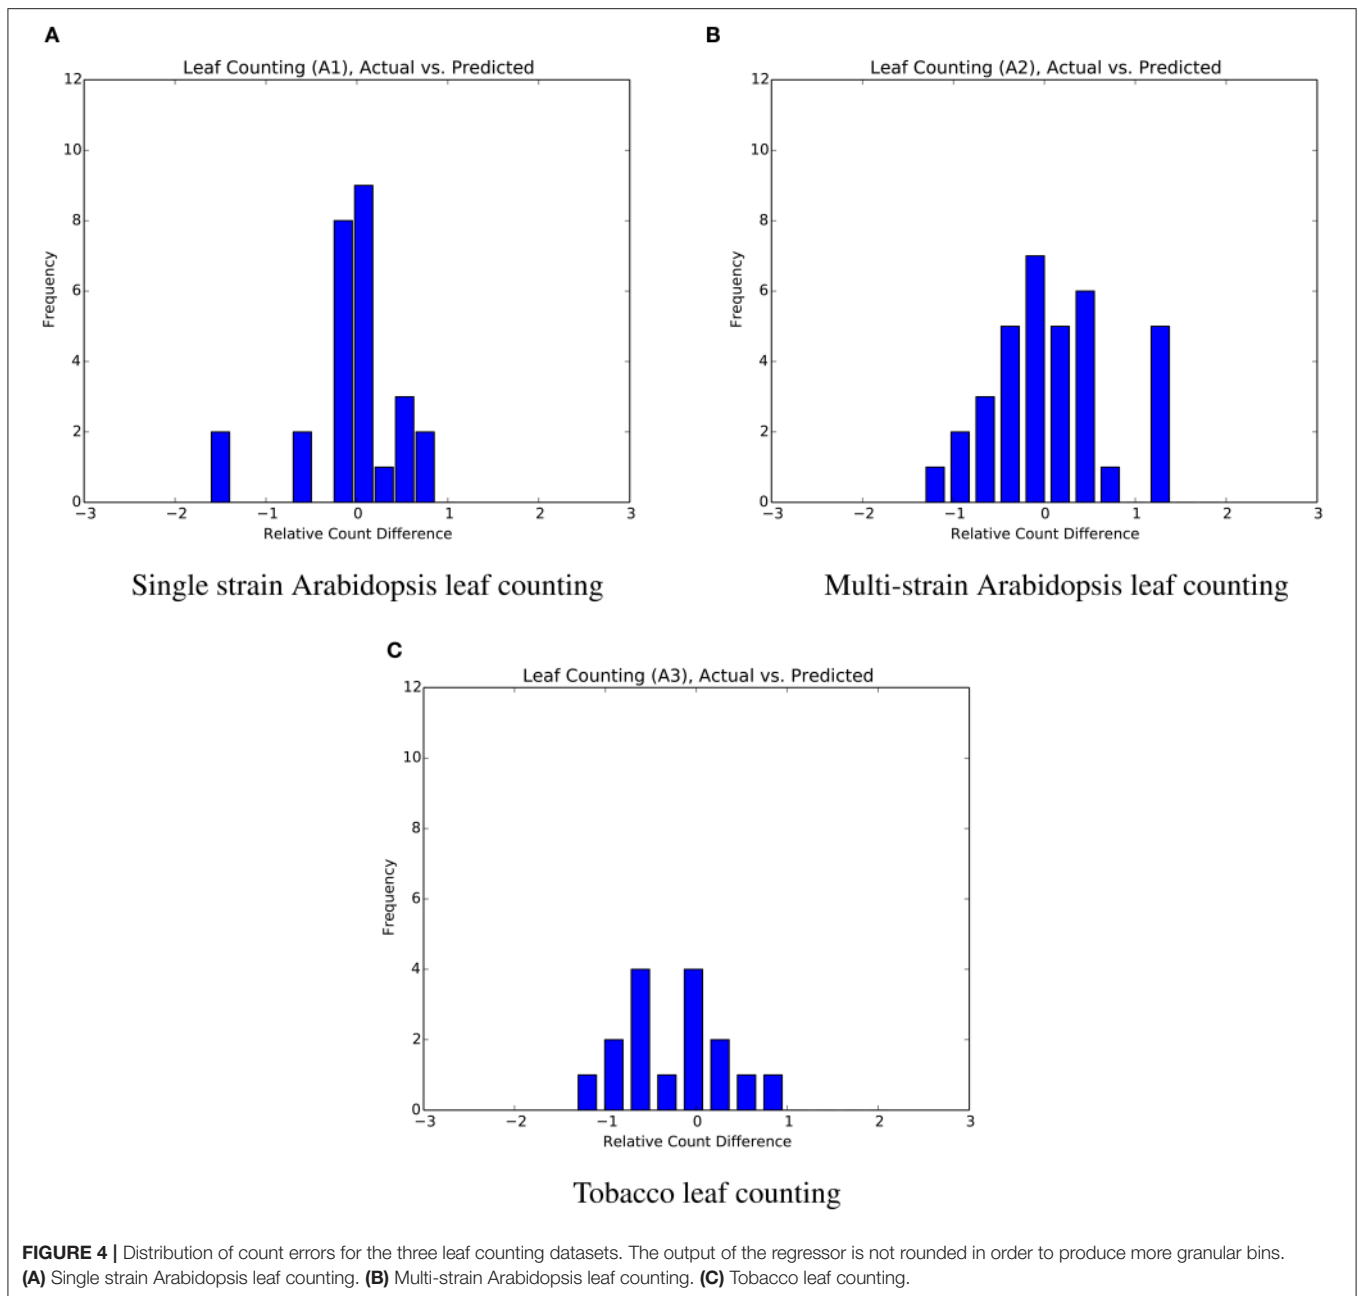 A
Leaf Counting (A1), Actual vs. Predicted
12
10
8
6
4
2
0
Frequency
−3 −2 −1 0 1 2 3
Relative Count Difference
Single strain Arabidopsis leaf counting
B
Leaf Counting (A2), Actual vs. Predicted
12
10
8
6
4
2
0
Frequency
−3 −2 −1 0 1 2 3
Relative Count Difference
Multi-strain Arabidopsis leaf counting
C
Leaf Counting (A3), Actual vs. Predicted
12
10
8
6
4
2
0
Frequency
−3 −2 −1 0 1 2 3
Relative Count Difference
Tobacco leaf counting
FIGURE 4 | Distribution of count errors for the three leaf counting datasets. The output of the regressor is not rounded in order to produce more granular bins.
(A) Single strain Arabidopsis leaf counting. (B) Multi-strain Arabidopsis leaf counting. (C) Tobacco leaf counting.